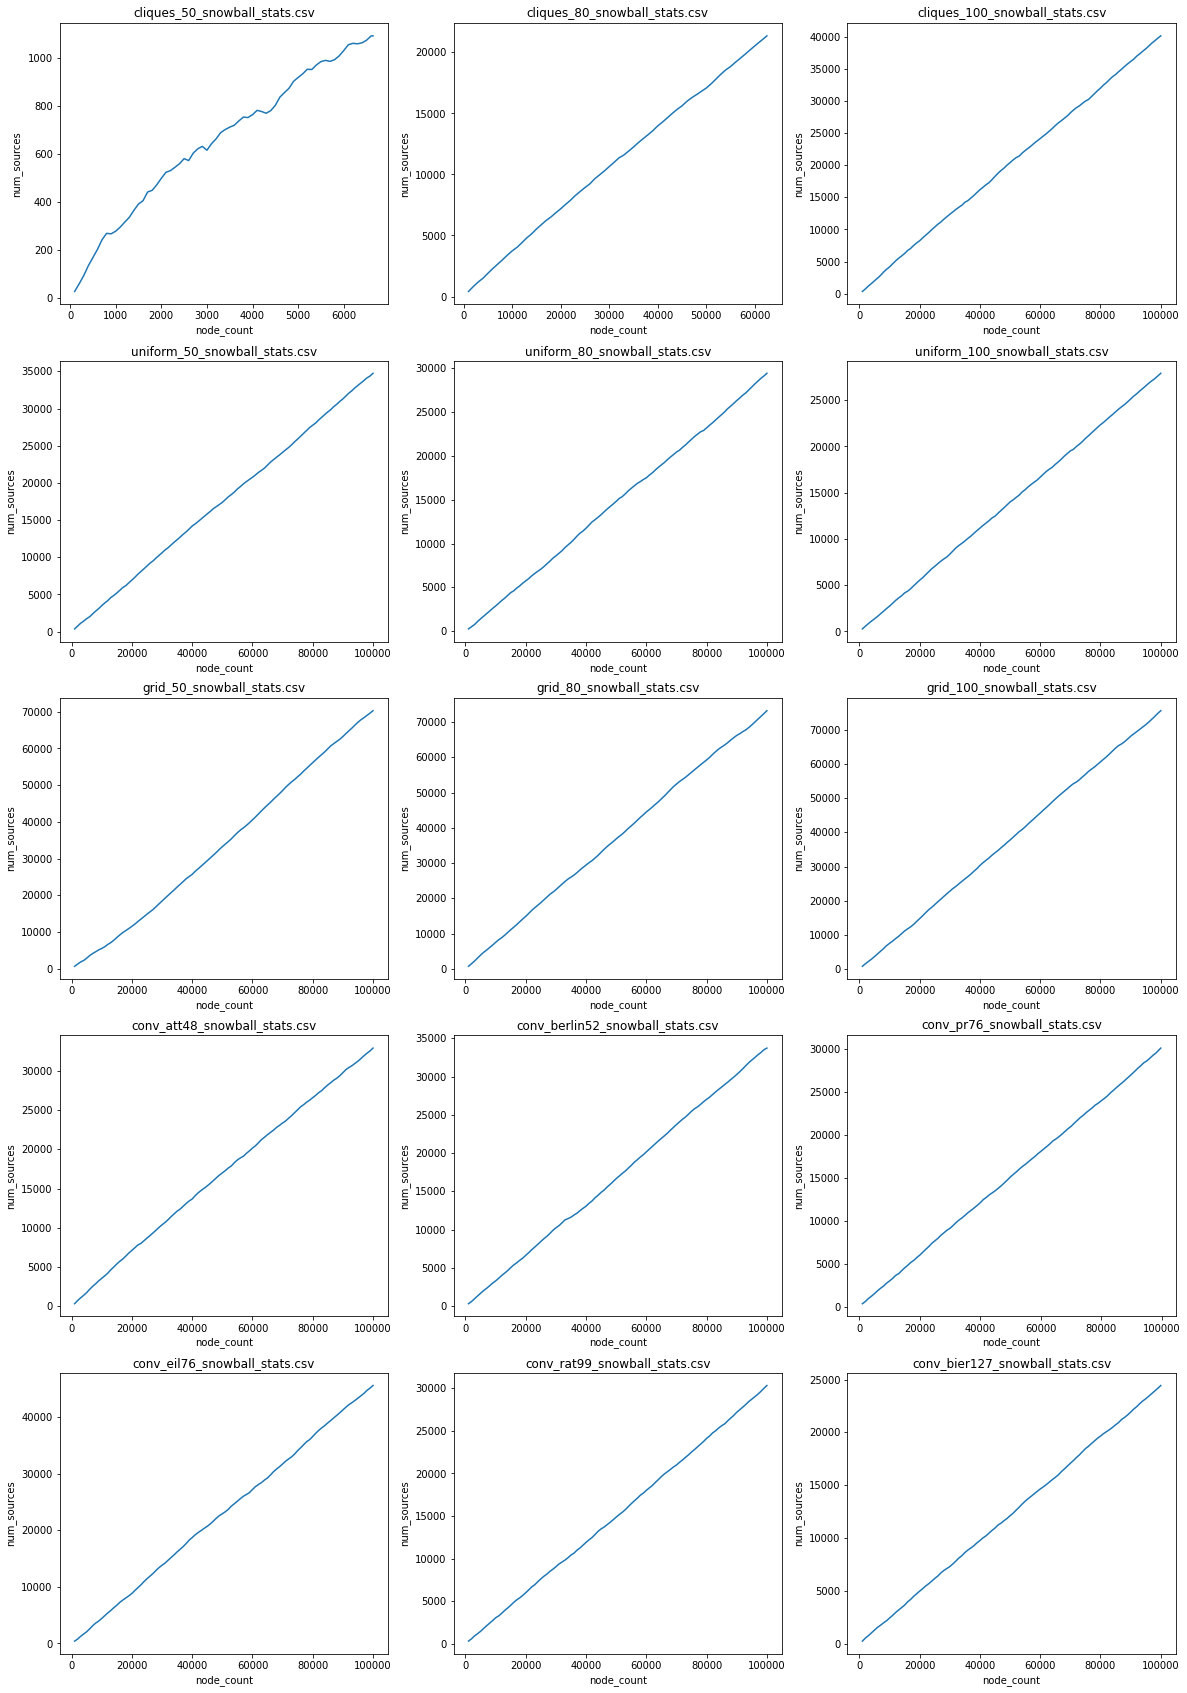 cliques_50_snowball_stats.csv
num_sources
1000
800
600
400
200
0
0 1000 2000 3000 4000 5000 6000
node_count
cliques_80_snowball_stats.csv
num_sources
20000
15000
10000
5000
0
0 10000 20000 30000 40000 50000 60000
node_count
cliques_100_snowball_stats.csv
num_sources
40000
35000
30000
25000
20000
15000
10000
5000
0
0 20000 40000 60000 80000 100000
node_count
uniform_50_snowball_stats.csv
num_sources
35000
30000
25000
20000
15000
10000
5000
0
0 20000 40000 60000 80000 100000
node_count
uniform_80_snowball_stats.csv
num_sources
30000
25000
20000
15000
10000
5000
0
0 20000 40000 60000 80000 100000
node_count
uniform_100_snowball_stats.csv
num_sources
25000
20000
15000
10000
5000
0
0 20000 40000 60000 80000 100000
node_count
grid_50_snowball_stats.csv
num_sources
70000
60000
50000
40000
30000
20000
10000
0
0 20000 40000 60000 80000 100000
node_count
grid_80_snowball_stats.csv
num_sources
70000
60000
50000
40000
30000
20000
10000
0
0 20000 40000 60000 80000 100000
node_count
grid_100_snowball_stats.csv
num_sources
70000
60000
50000
40000
30000
20000
10000
0
0 20000 40000 60000 80000 100000
node_count
conv_att48_snowball_stats.csv
num_sources
30000
25000
20000
15000
10000
5000
0
0 20000 40000 60000 80000 100000
node_count
conv_berlin52_snowball_stats.csv
num_sources
35000
30000
25000
20000
15000
10000
5000
0
0 20000 40000 60000 80000 100000
node_count
conv_pr76_snowball_stats.csv
num_sources
30000
25000
20000
15000
10000
5000
0
0 20000 40000 60000 80000 100000
node_count
conv_eil76_snowball_stats.csv
num_sources
40000
30000
20000
10000
0
0 20000 40000 60000 80000 100000
node_count
conv_rat99_snowball_stats.csv
num_sources
30000
25000
20000
15000
10000
5000
0
0 20000 40000 60000 80000 100000
node_count
conv_bier127_snowball_stats.csv
num_sources
25000
20000
15000
10000
5000
0
0 20000 40000 60000 80000 100000
node_count